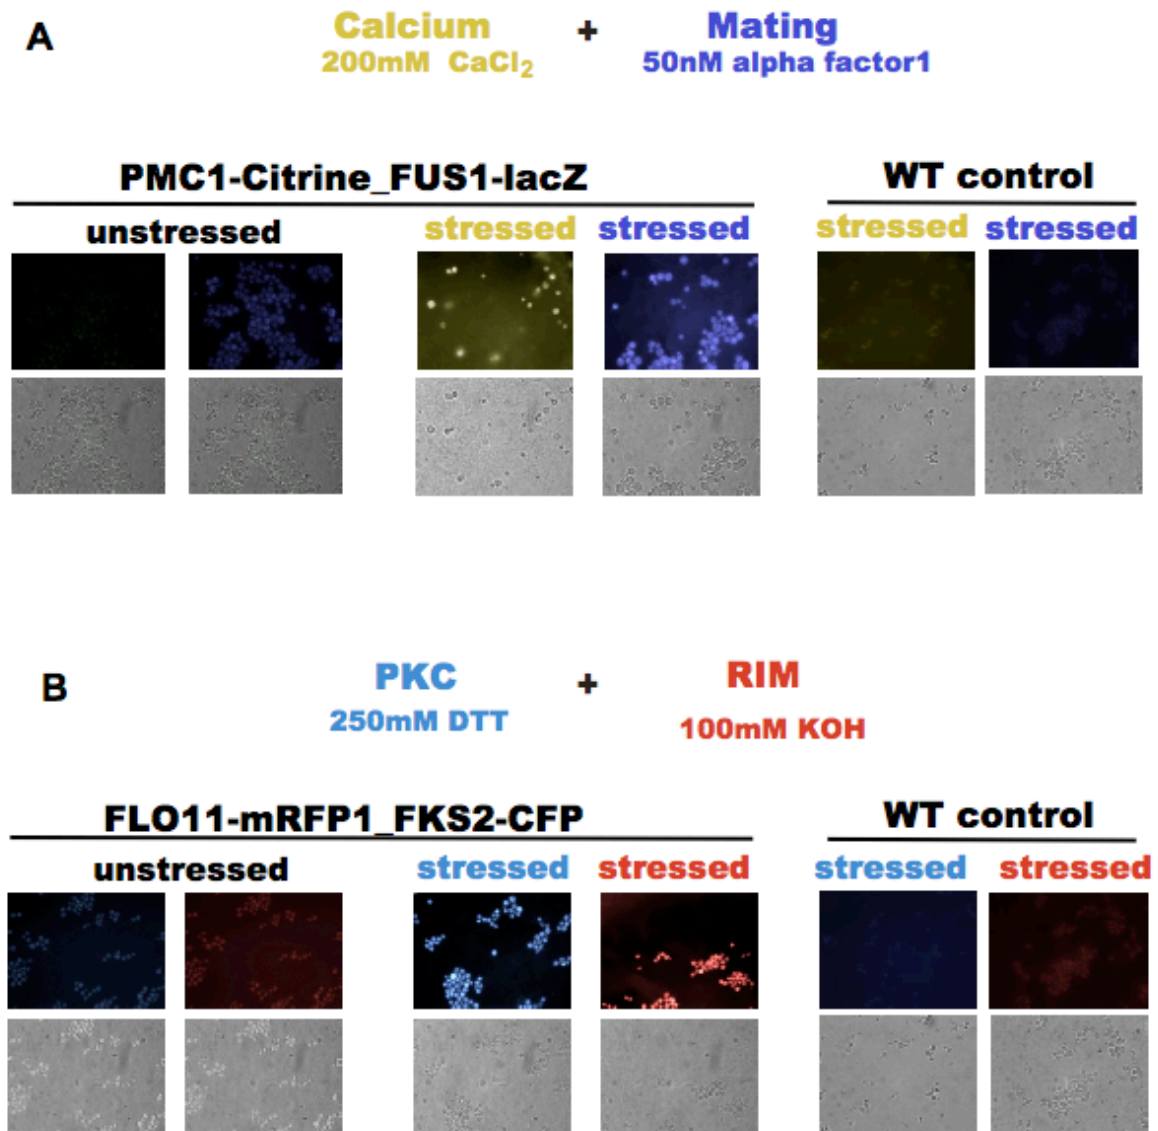 A
Calcium + Mating
200mM CaCl2 50nM alpha factor1
PMC1-Citrine_FUS1-lacZ WT control
unstressed stressed stressed stressed stressed
B
PKC + RIM
250mM DTT 100mM KOH
FLO11-mRFP1_FKS2-CFP WT control
unstressed stressed stressed stressed stressed